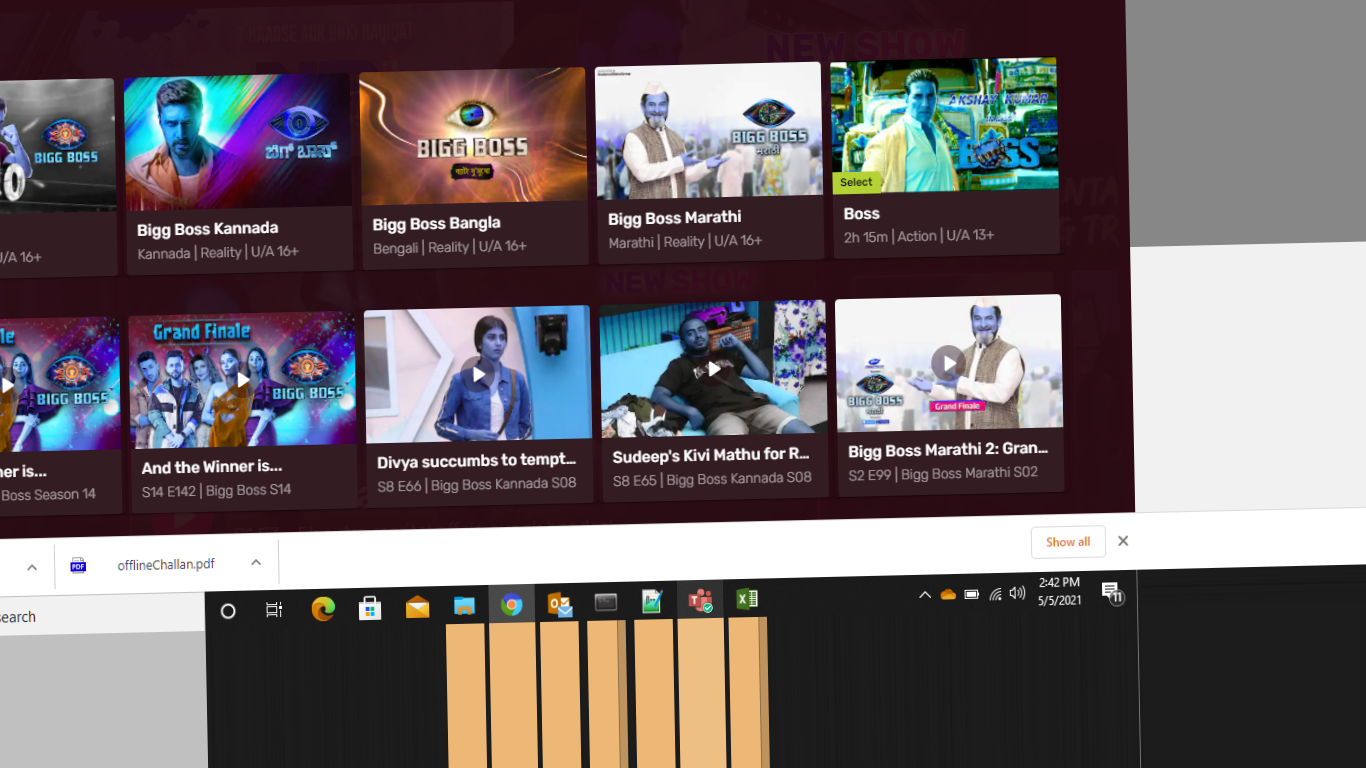 NEW SHOW
BIGG BOSS
ಬಿಗ್ ಬಾಸ್
BIGG BOSS
BIGG BOSS
मराठी
AKSHAY KUMAR
BOSS
Select
U/A 16+
Bigg Boss Kannada
Kannada | Reality | U/A 16+
Bigg Boss Bangla
Bengali | Reality | U/A 16+
Bigg Boss Marathi
Marathi | Reality | U/A 16+
Boss
2h 15m | Action | U/A 13+
NEW SHOW
BIGG BOSS
Grand Finale
BIGG BOSS
BIGG BOSS
मराठी
Grand Finale
is...
Boss Season 14
And the Winner is...
S14 E142 | Bigg Boss S14
Divya succumbs to tempt...
S8 E66 | Bigg Boss Kannada S08
Sudeep's Kivi Mathu for R...
S8 E65 | Bigg Boss Kannada S08
Bigg Boss Marathi 2: Gran...
S2 E99 | Bigg Boss Marathi S02
PDF
offlineChallan.pdf
Show all
search
2:42 PM
5/5/2021
11